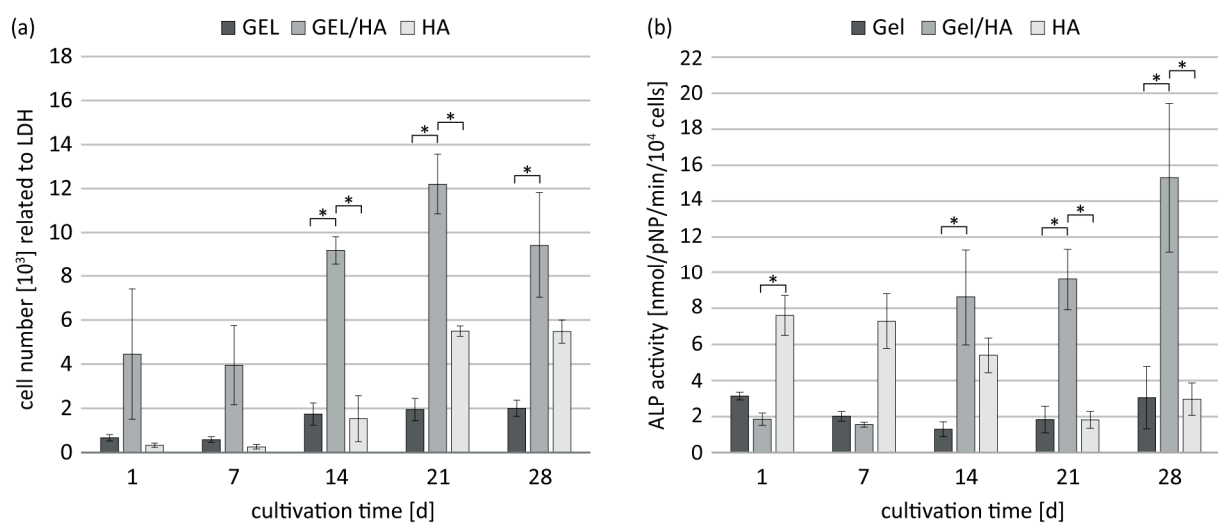 (a)
GEL GEL/HA HA
cell number [10³] related to LDH
18
16
14
12
10
8
6
4
2
0
* * * * *
1 7 14 21 28
cultivation time [d]
(b)
Gel Gel/HA HA
ALP activity [nmol/pNP/min/10⁴ cells]
22
20
18
16
14
12
10
8
6
4
2
0
* * * * * *
1 7 14 21 28
cultivation time [d]